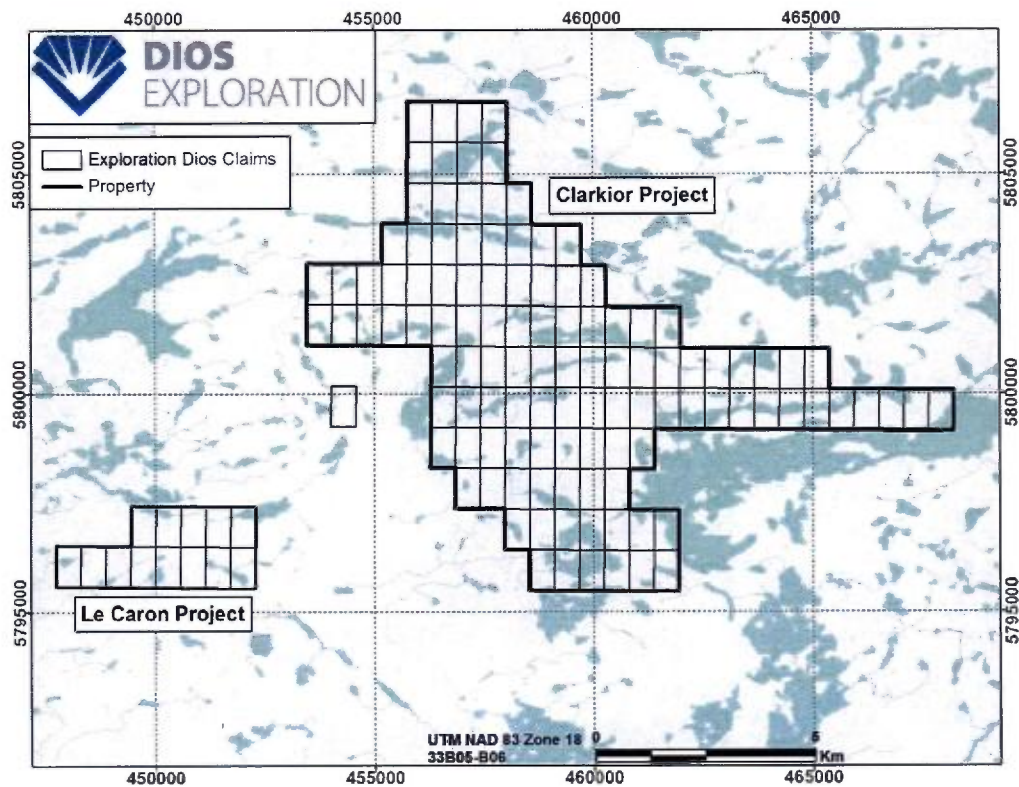 450000 455000 460000 465000
DIOS
EXPLORATION
Exploration Dios Claims
Property
5805000
5805000
Clarkior Project
5800000
5800000
Le Caron Project
5795000
5795000
UTM NAD 83 Zone 18
33B05-B06
0 5
Km
450000 455000 460000 465000